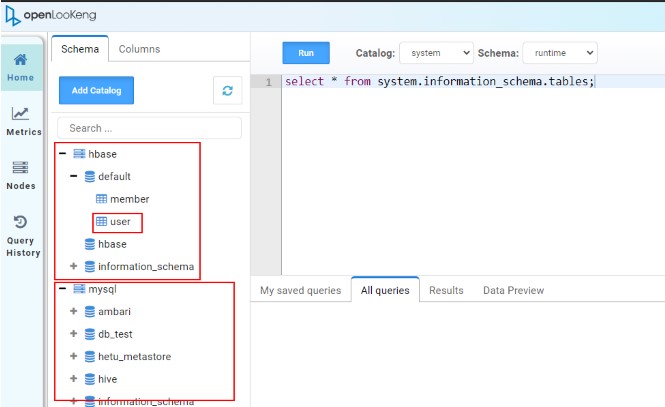 openLooKeng
Schema
Columns
Run
Catalog:
system
Schema:
runtime
Home
Add Catalog
1
select * from system.information_schema.tables;
Metrics
Search ...
hbase
default
Nodes
member
user
Query
History
hbase
information_schema
mysql
My saved queries
All queries
Results
Data Preview
ambari
db_test
hetu_metastore
hive
information_schema